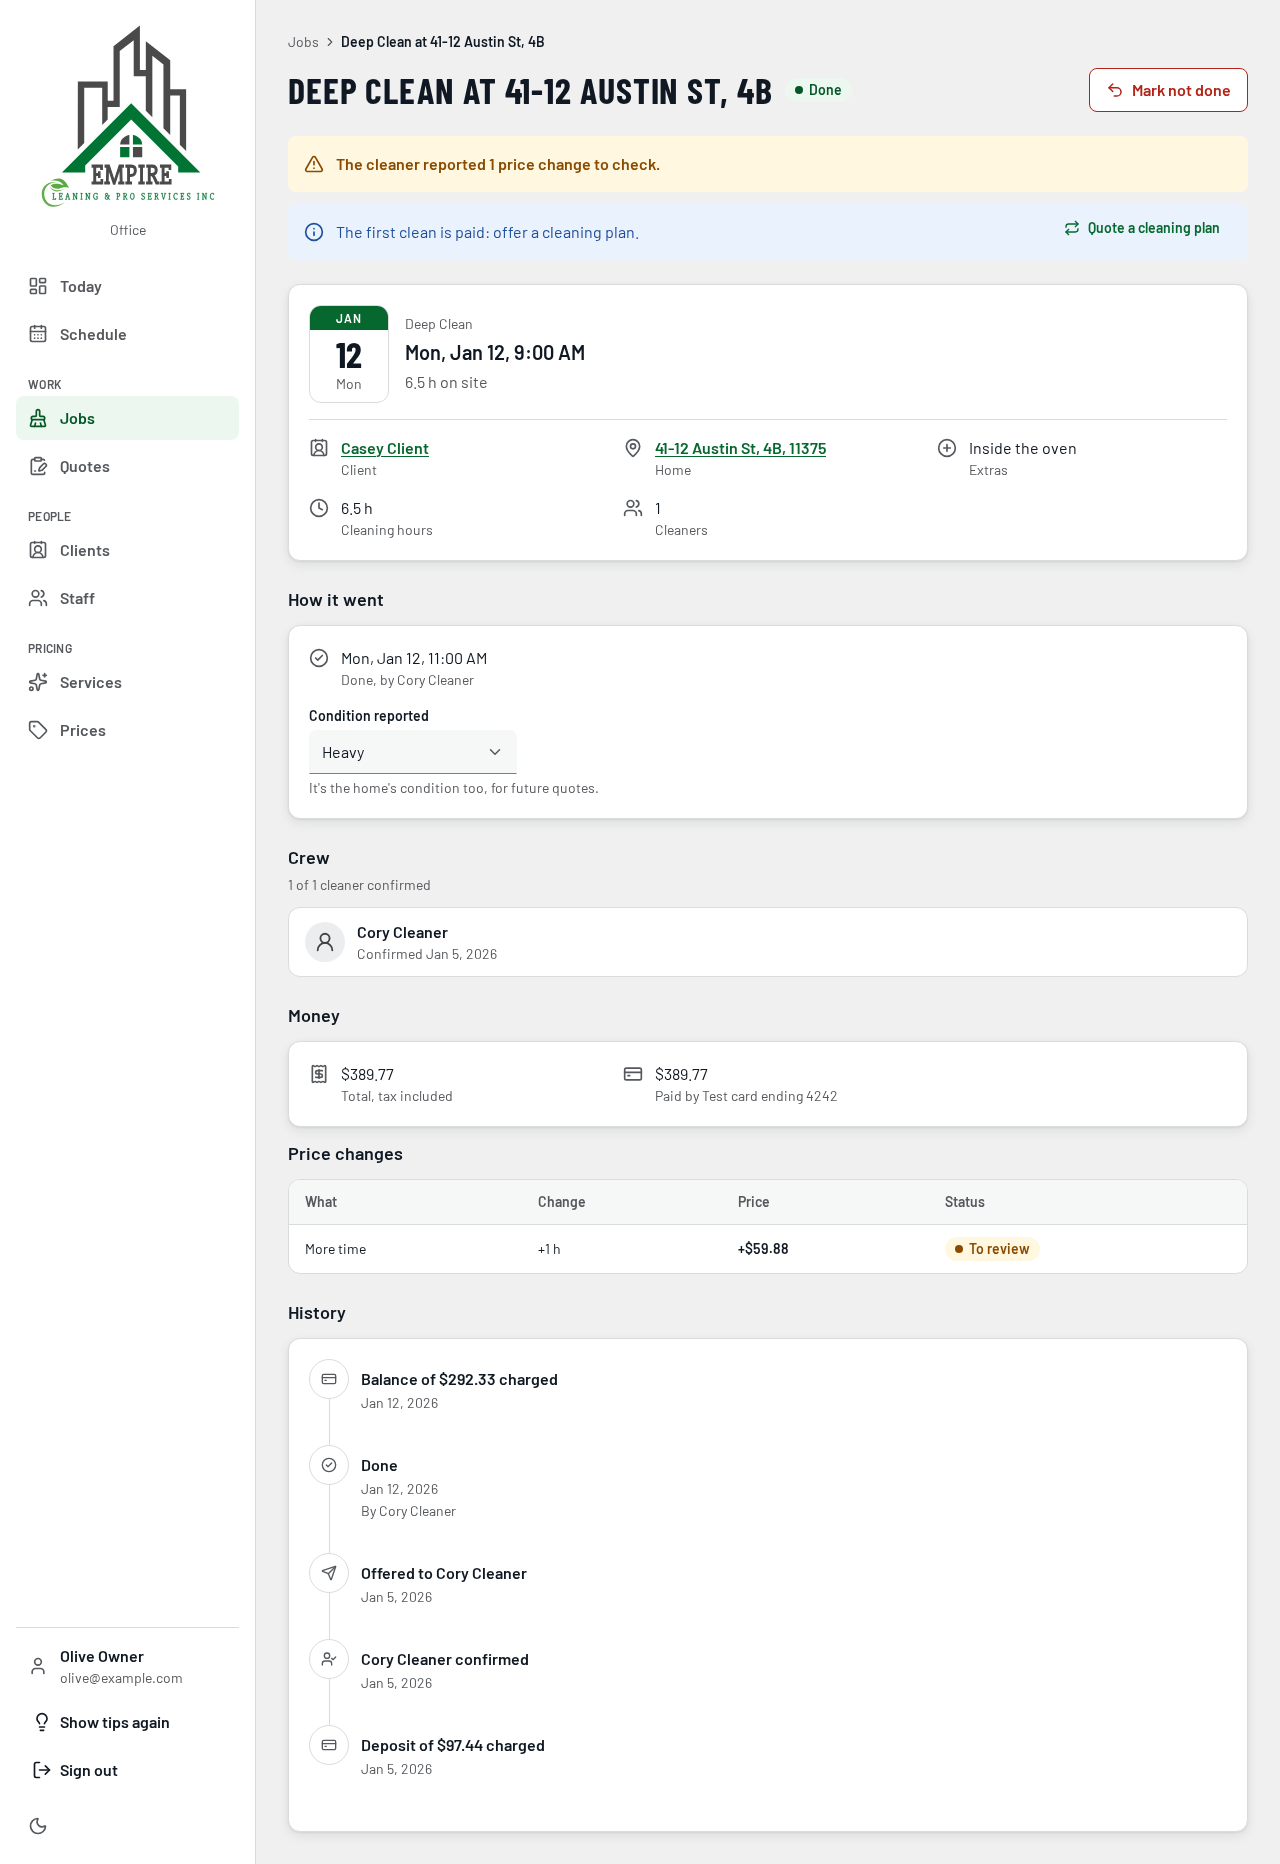 EMPIRE
CLEANING & PRO SERVICES INC
Office
Today
Schedule
WORK
Jobs
Quotes
PEOPLE
Clients
Staff
PRICING
Services
Prices
Olive Owner
olive@example.com
Show tips again
Sign out
Jobs > Deep Clean at 41-12 Austin St, 4B
DEEP CLEAN AT 41-12 AUSTIN ST, 4B
Done
Mark not done
The cleaner reported 1 price change to check.
The first clean is paid: offer a cleaning plan.
Quote a cleaning plan
JAN
12
Mon
Deep Clean
Mon, Jan 12, 9:00 AM
6.5 h on site
Casey Client
Client
41-12 Austin St, 4B, 11375
Home
Inside the oven
Extras
6.5 h
Cleaning hours
1
Cleaners
How it went
Mon, Jan 12, 11:00 AM
Done, by Cory Cleaner
Condition reported
Heavy
It's the home's condition too, for future quotes.
Crew
1 of 1 cleaner confirmed
Cory Cleaner
Confirmed Jan 5, 2026
Money
$389.77
Total, tax included
$389.77
Paid by Test card ending 4242
Price changes
What Change Price Status
More time +1 h +$59.88 To review
History
Balance of $292.33 charged
Jan 12, 2026
Done
Jan 12, 2026
By Cory Cleaner
Offered to Cory Cleaner
Jan 5, 2026
Cory Cleaner confirmed
Jan 5, 2026
Deposit of $97.44 charged
Jan 5, 2026